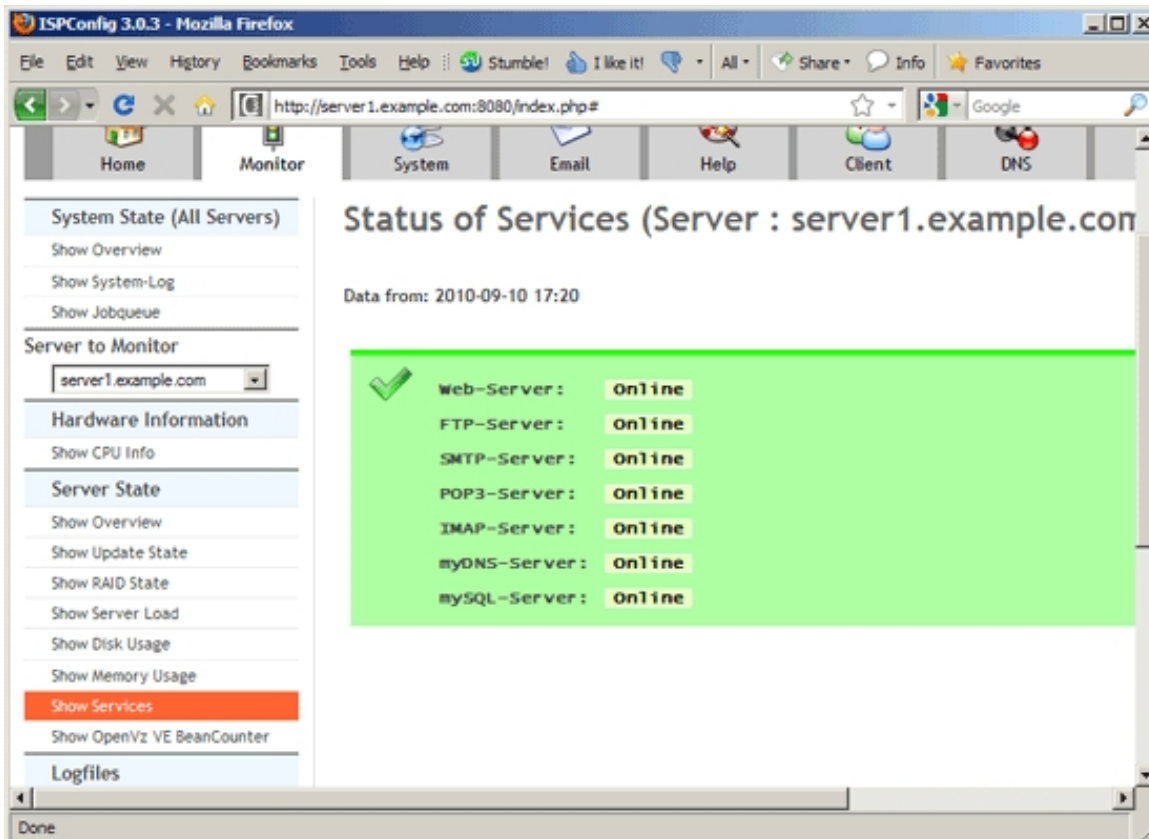 ISPConfig 3.0.3 - Mozilla Firefox
File Edit View History Bookmarks Tools Help Stumble! I like it! All Share Info Favorites
http://server1.example.com:8080/index.php# Google
Home Monitor System Email Help Client DNS
System State (All Servers)
Show Overview
Show System-Log
Show Jobqueue
Server to Monitor
server1.example.com
Hardware Information
Show CPU Info
Server State
Show Overview
Show Update State
Show RAID State
Show Server Load
Show Disk Usage
Show Memory Usage
Show Services
Show OpenVz VE BeanCounter
Logfiles
Status of Services (Server : server1.example.com
Data from: 2010-09-10 17:20
Web-Server: Online
FTP-Server: Online
SMTP-Server: Online
POP3-Server: Online
IMAP-Server: Online
myDNS-Server: Online
mySQL-Server: Online
Done